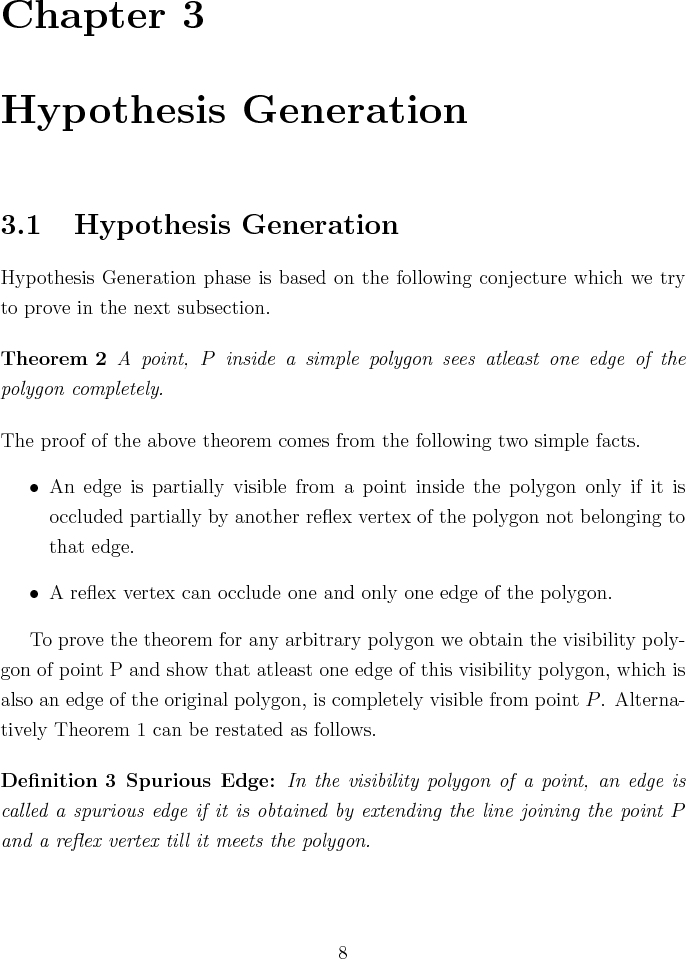 Chapter 3
Hypothesis Generation
3.1 Hypothesis Generation
Hypothesis Generation phase is based on the following conjecture which we try
to prove in the next subsection.
Theorem 2 A point, P inside a simple polygon sees atleast one edge of the
polygon completely.
The proof of the above theorem comes from the following two simple facts.
• An edge is partially visible from a point inside the polygon only if it is
occluded partially by another reflex vertex of the polygon not belonging to
that edge.
• A reflex vertex can occlude one and only one edge of the polygon.
To prove the theorem for any arbitrary polygon we obtain the visibility poly-
gon of point P and show that atleast one edge of this visibility polygon, which is
also an edge of the original polygon, is completely visible from point P. Alterna-
tively Theorem 1 can be restated as follows.
Definition 3 Spurious Edge: In the visibility polygon of a point, an edge is
called a spurious edge if it is obtained by extending the line joining the point P
and a reflex vertex till it meets the polygon.
8